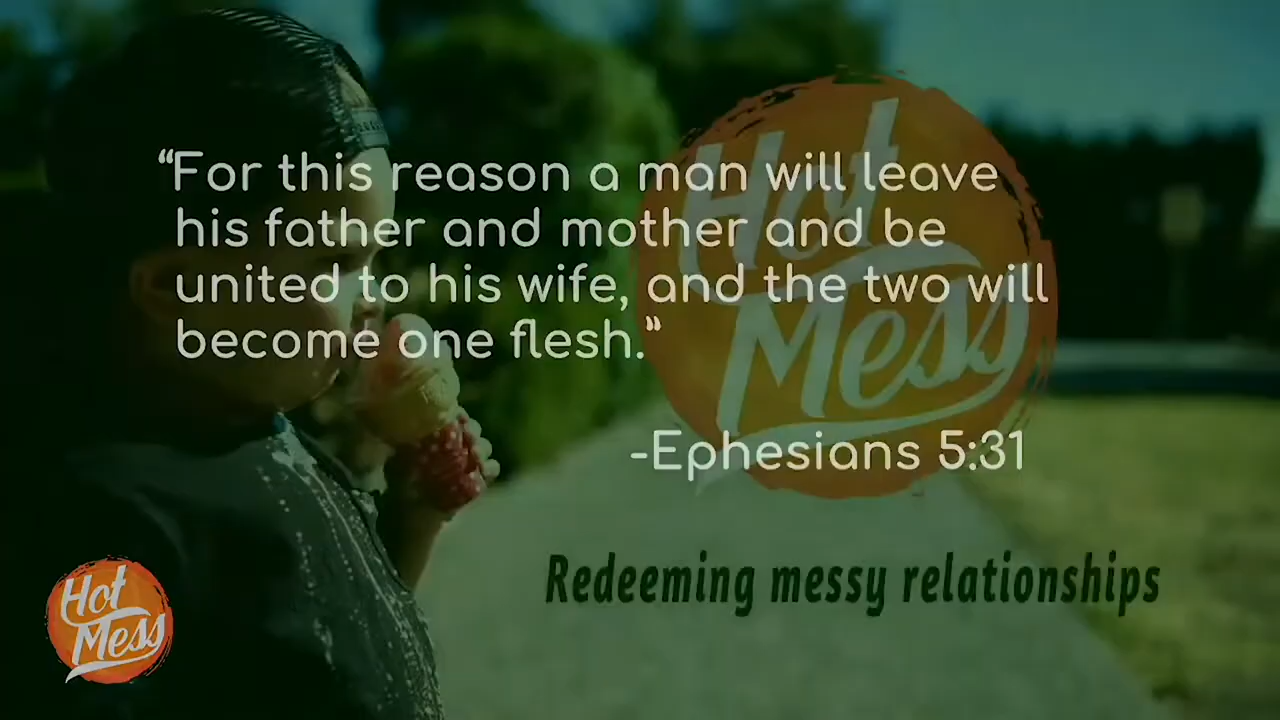 “For this reason a man will leave
his father and mother and be
united to his wife, and the two will
become one flesh.”
-Ephesians 5:31
Hot
Mess
Redeeming messy relationships
Hot
Mess